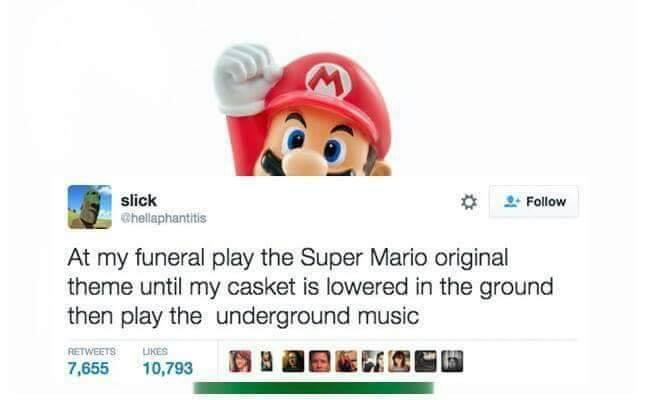 M
slick
@hellaphantitis
Follow
At my funeral play the Super Mario original
theme until my casket is lowered in the ground
then play the  underground music
RETWEETS LIKES
7,655 10,793